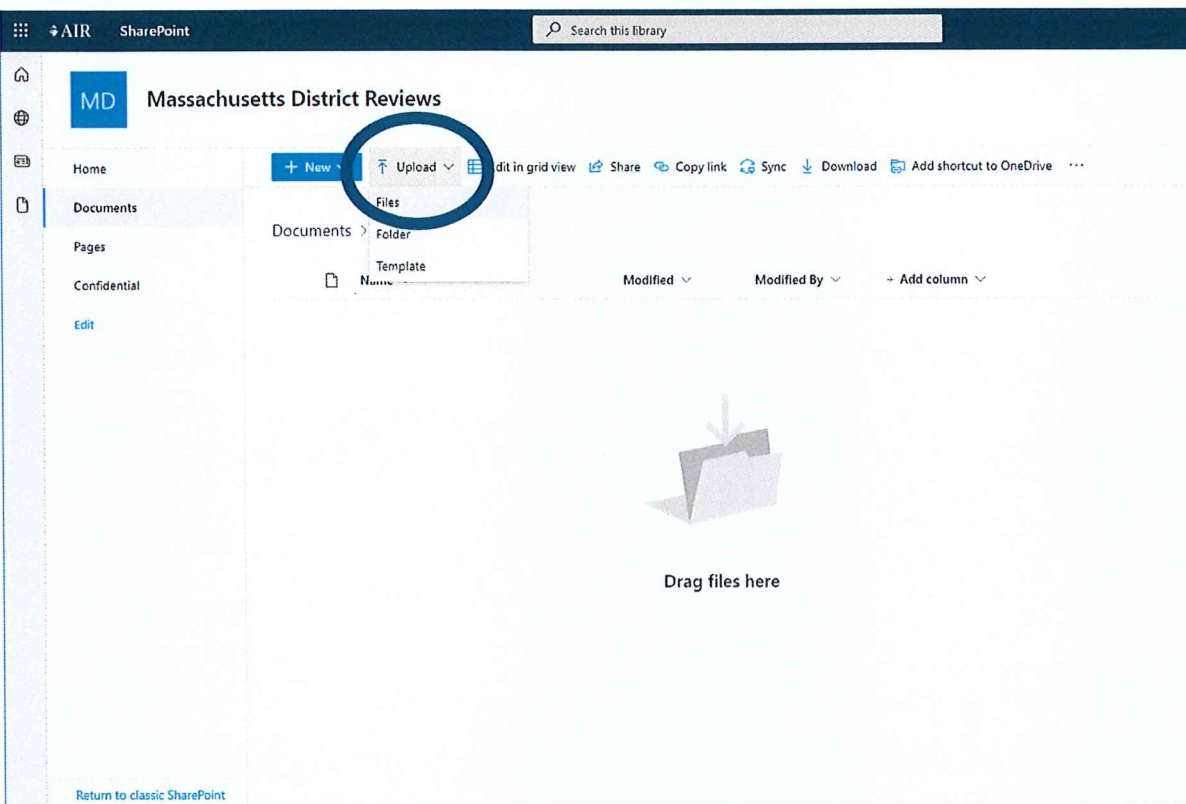 AIR SharePoint Search this library
MD Massachusetts District Reviews
+ New Upload dit in grid view Share Copy link Sync Download Add shortcut to OneDrive ...
Home
Files
Documents
Documents >
Folder
Pages
Template
Confidential
Name Modified Modified By + Add column
Edit
Drag files here
Return to classic SharePoint